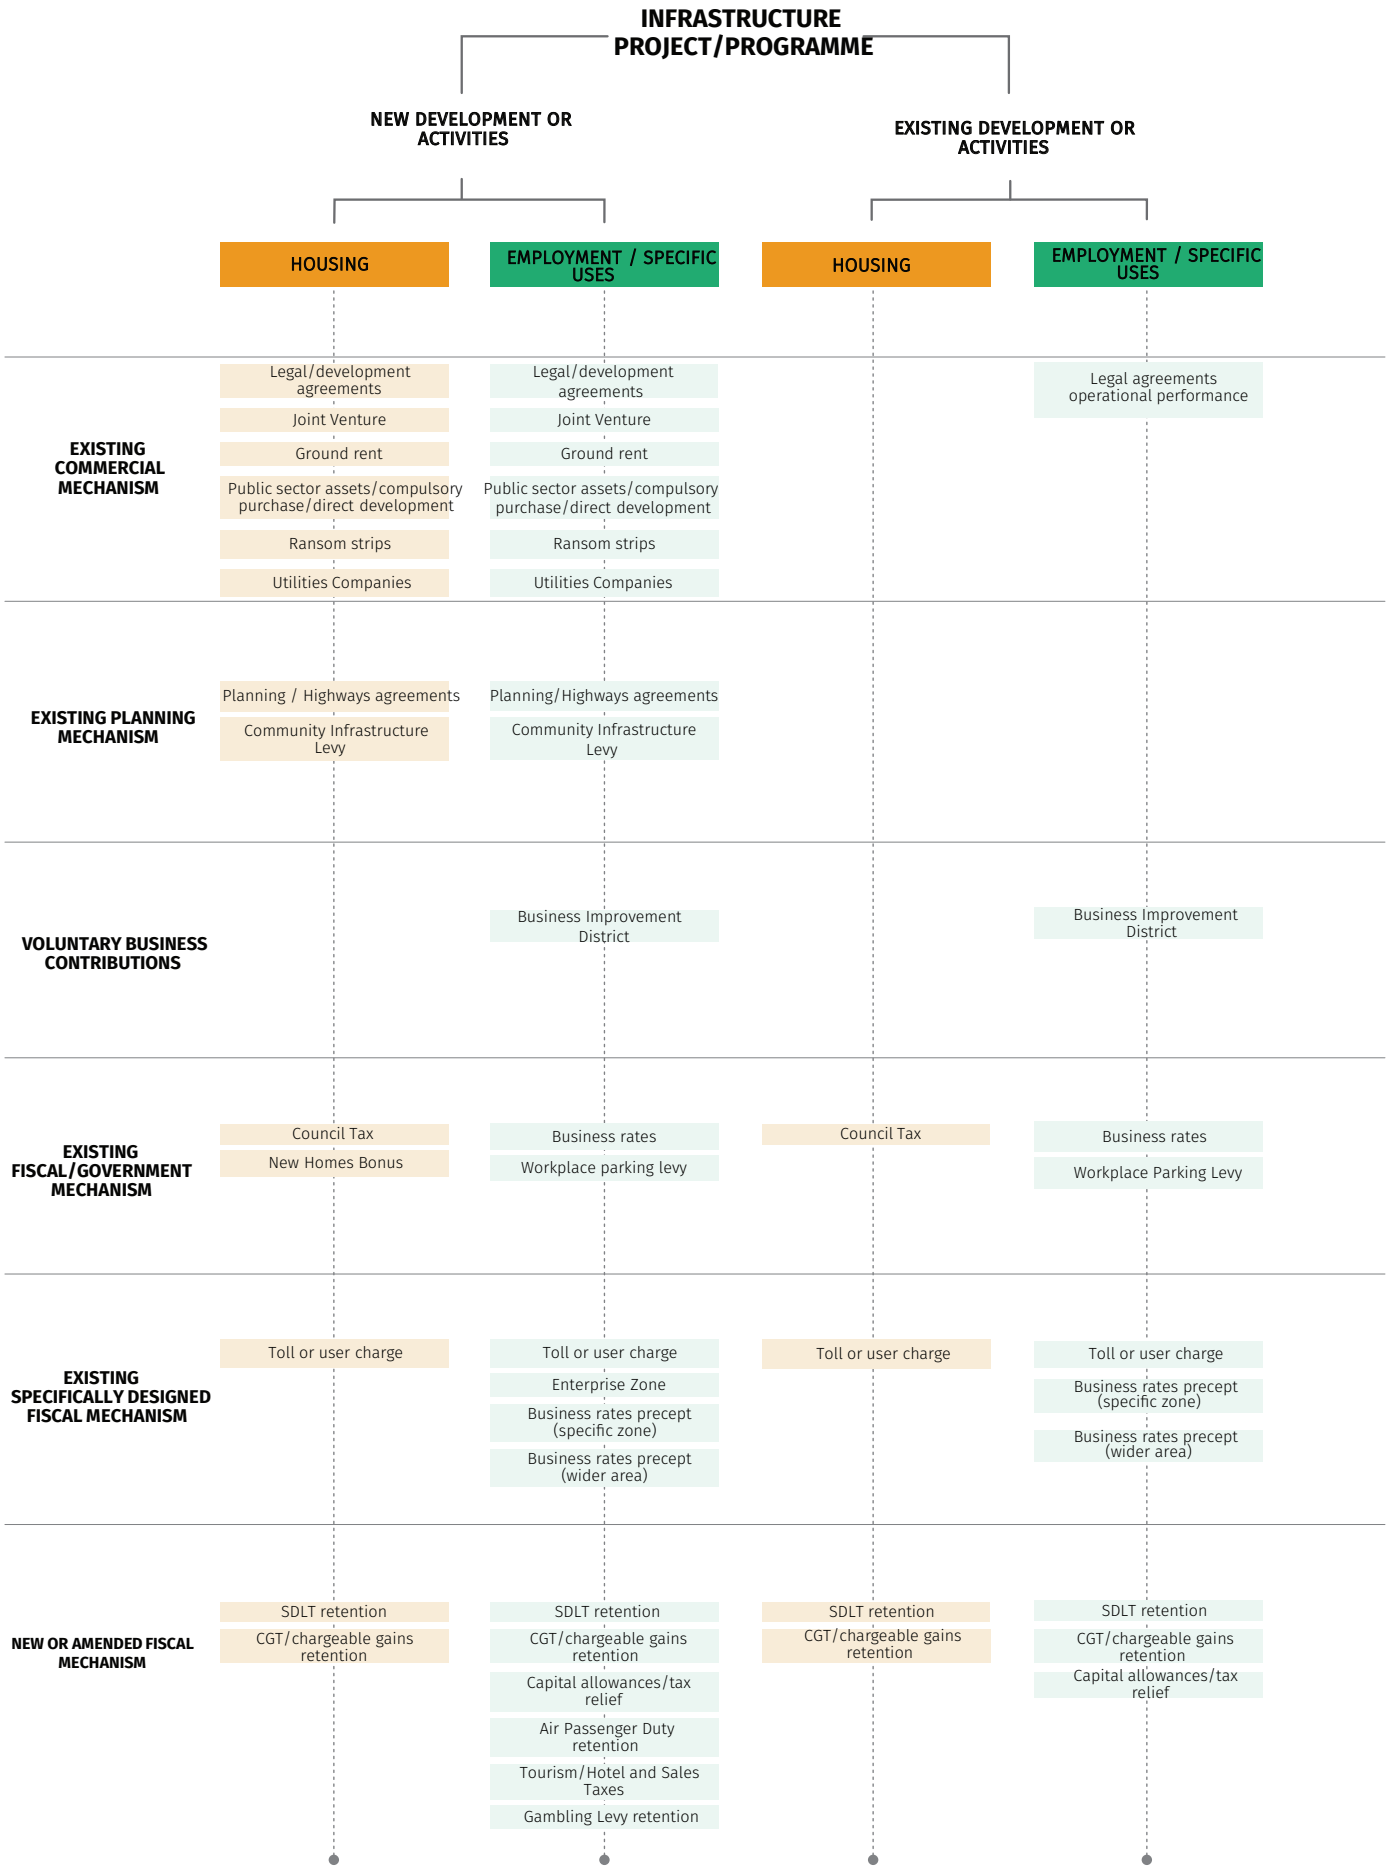 INFRASTRUCTURE
PROJECT/PROGRAMME
NEW DEVELOPMENT OR
ACTIVITIES
EXISTING DEVELOPMENT OR
ACTIVITIES
HOUSING
EMPLOYMENT / SPECIFIC
USES
HOUSING
EMPLOYMENT / SPECIFIC
USES
EXISTING
COMMERCIAL
MECHANISM
Legal/development
agreements
Joint Venture
Ground rent
Public sector assets/compulsory
purchase/direct development
Ransom strips
Utilities Companies
Legal/development
agreements
Joint Venture
Ground rent
Public sector assets/compulsory
purchase/direct development
Ransom strips
Utilities Companies
Legal agreements
operational performance
EXISTING PLANNING
MECHANISM
Planning / Highways agreements
Community Infrastructure
Levy
Planning/Highways agreements
Community Infrastructure
Levy
VOLUNTARY BUSINESS
CONTRIBUTIONS
Business Improvement
District
Business Improvement
District
EXISTING
FISCAL/GOVERNMENT
MECHANISM
Council Tax
New Homes Bonus
Business rates
Workplace parking levy
Council Tax
Business rates
Workplace Parking Levy
EXISTING
SPECIFICALLY DESIGNED
FISCAL MECHANISM
Toll or user charge
Toll or user charge
Enterprise Zone
Business rates precept
(specific zone)
Business rates precept
(wider area)
Toll or user charge
Toll or user charge
Business rates precept
(specific zone)
Business rates precept
(wider area)
NEW OR AMENDED FISCAL
MECHANISM
SDLT retention
CGT/chargeable gains
retention
SDLT retention
CGT/chargeable gains
retention
Capital allowances/tax
relief
Air Passenger Duty
retention
Tourism/Hotel and Sales
Taxes
Gambling Levy retention
SDLT retention
CGT/chargeable gains
retention
SDLT retention
CGT/chargeable gains
retention
Capital allowances/tax
relief